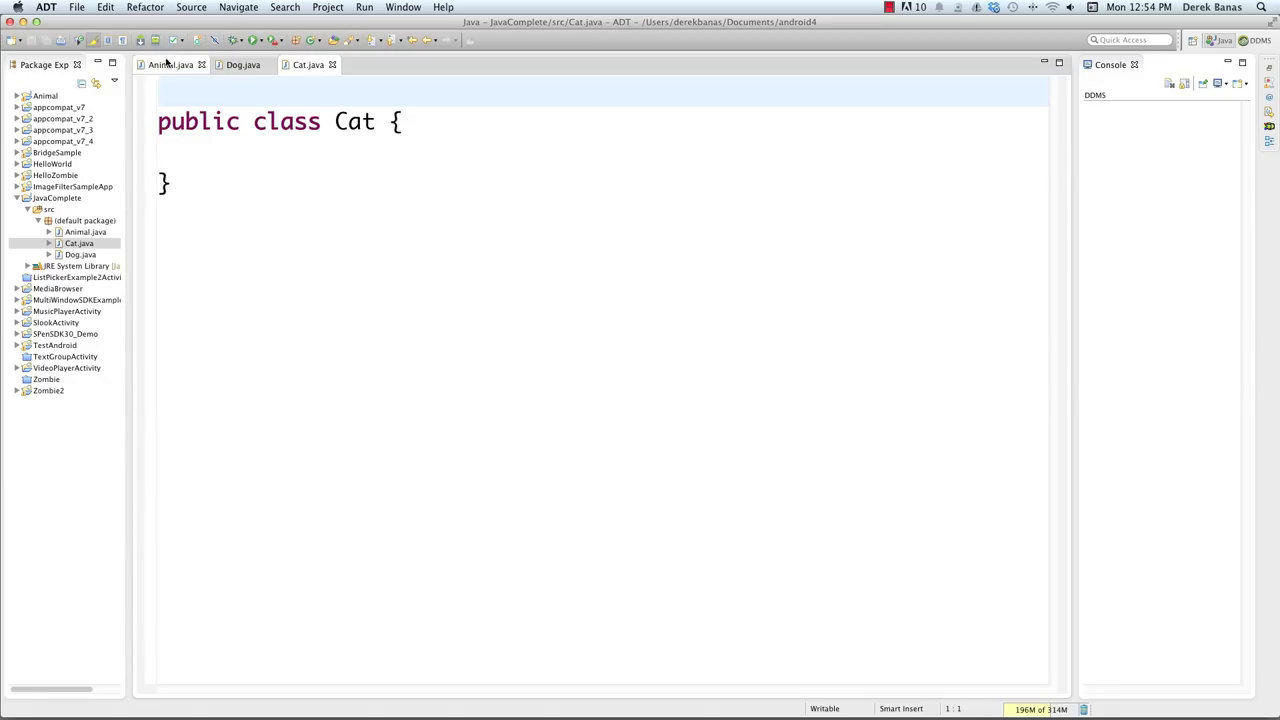 ADT File Edit Refactor Source Navigate Search Project Run Window Help 10 Mon 12:54 PM Derek Banas
Java – JavaComplete/src/Cat.java – ADT – /Users/derekbanas/Documents/android4
Quick Access Java DDMS
Package Exp
Animal.java Dog.java Cat.java
Console
DDMS
public class Cat {
}
Animal
appcompat_v7
appcompat_v7_2
appcompat_v7_3
appcompat_v7_4
BridgeSample
HelloWorld
HelloZombie
ImageFilterSampleApp
JavaComplete
src
(default package)
Animal.java
Cat.java
Dog.java
JRE System Library [Ja
ListPickerExample2Activi
MediaBrowser
MultiWindowSDKExample
MusicPlayerActivity
SlookActivity
SPenSDK30_Demo
TestAndroid
TextGroupActivity
VideoPlayerActivity
Zombie
Zombie2
Writable Smart Insert 1 : 1 196M of 314M